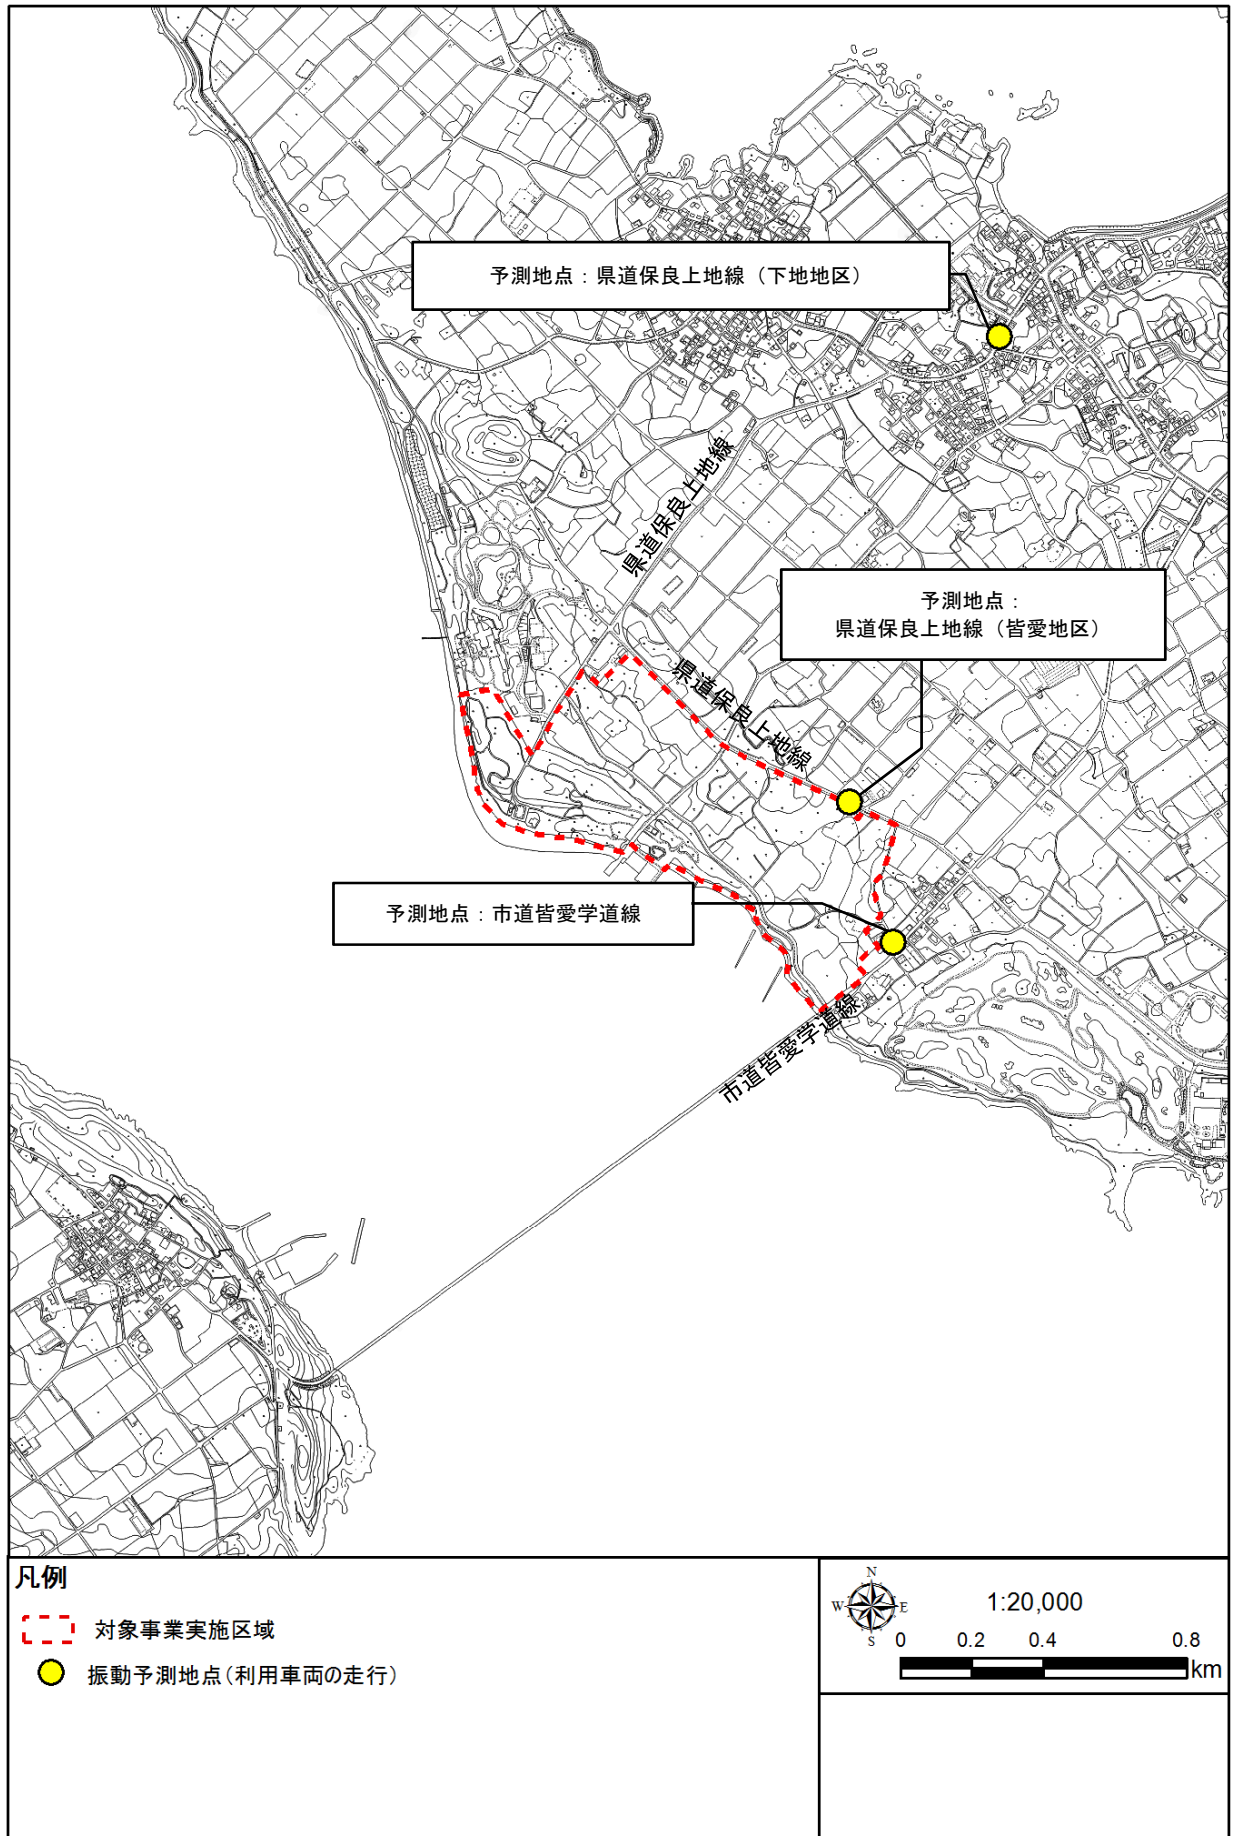 予測地点：県道保良上地線（下地地区）
県道保良上地線
予測地点：
県道保良上地線（皆愛地区）
県道保良上地線
予測地点：市道皆愛学道線
市道皆愛学道線
凡例
対象事業実施区域
振動予測地点(利用車両の走行)
N
W
E
S
1:20,000
0 0.2 0.4 0.8
km